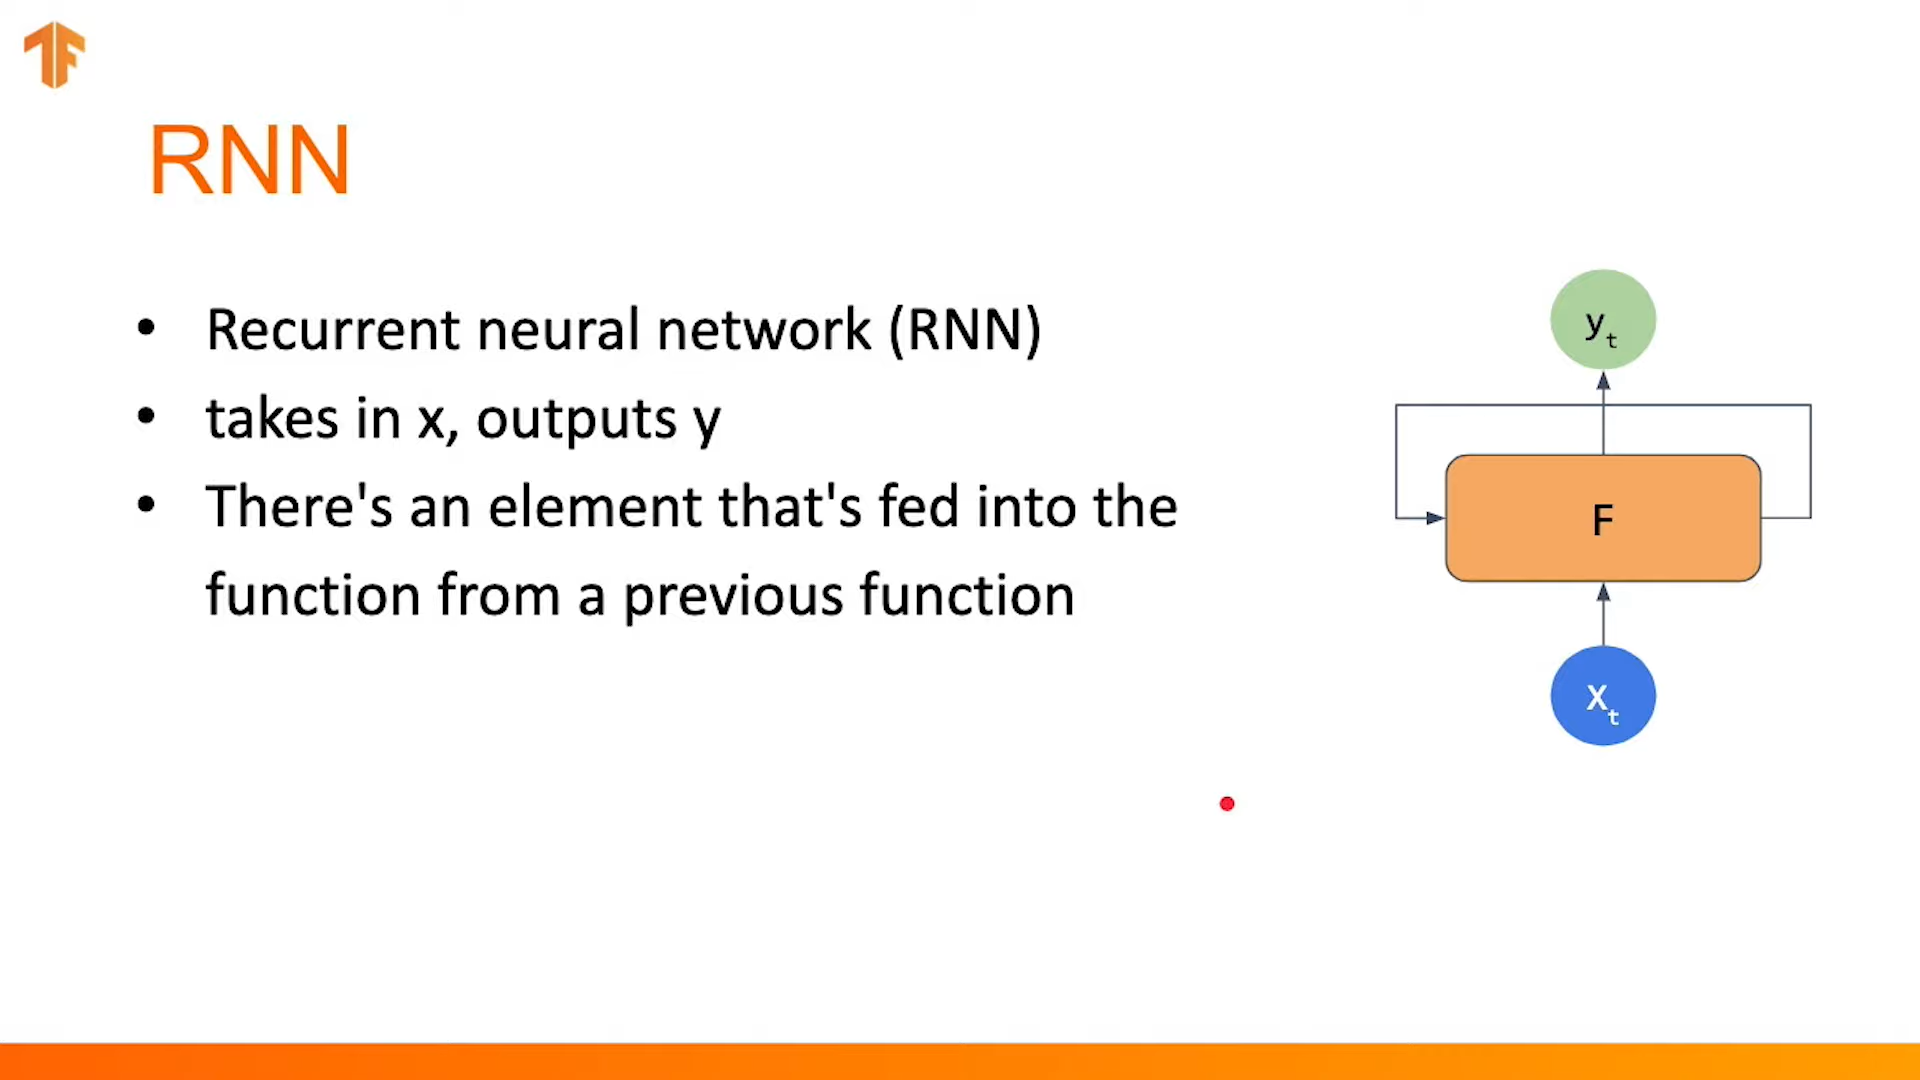 RNN
• Recurrent neural network (RNN)
• takes in x, outputs y
• There's an element that's fed into the
function from a previous function
yt
F
Xt